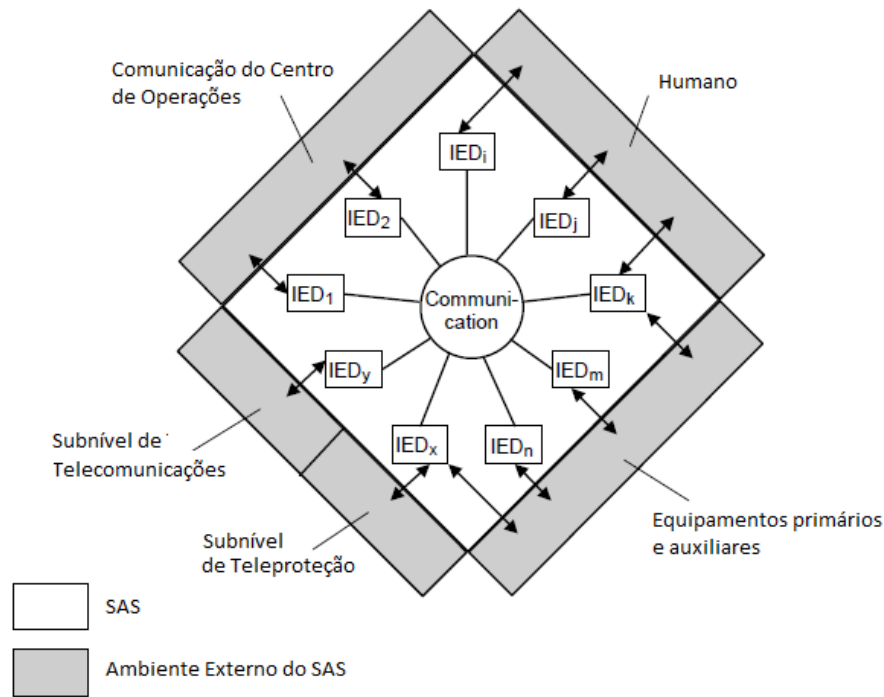 Comunicação do Centro
de Operações
Humano
IEDi
IED2
IEDj
IED1
Communi-
cation
IEDk
IEDy
IEDm
IEDx
IEDn
Subnível de
Telecomunicações
Subnível
de Teleproteção
Equipamentos primários
e auxiliares
SAS
Ambiente Externo do SAS